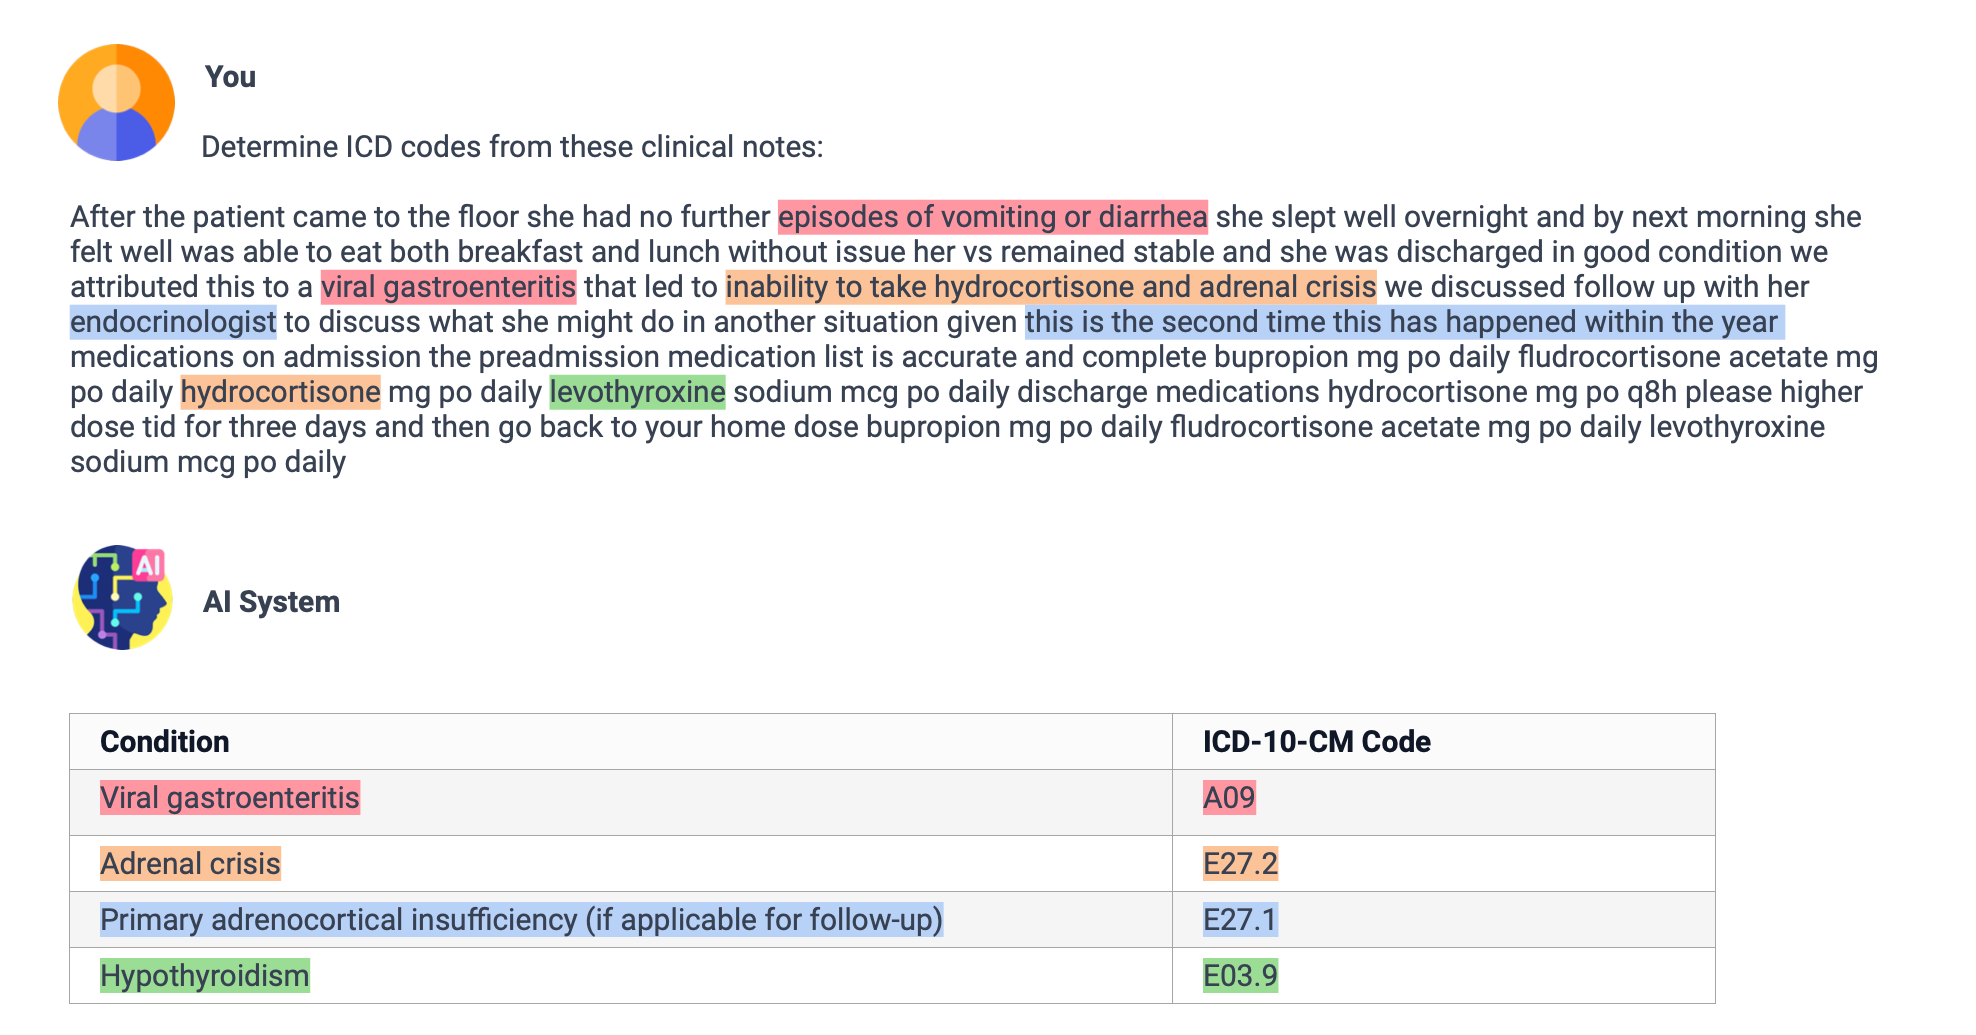 You
Determine ICD codes from these clinical notes:
After the patient came to the floor she had no further episodes of vomiting or diarrhea she slept well overnight and by next morning she
felt well was able to eat both breakfast and lunch without issue her vs remained stable and she was discharged in good condition we
attributed this to a viral gastroenteritis that led to inability to take hydrocortisone and adrenal crisis we discussed follow up with her
endocrinologist to discuss what she might do in another situation given this is the second time this has happened within the year
medications on admission the preadmission medication list is accurate and complete bupropion mg po daily fludrocortisone acetate mg
po daily hydrocortisone mg po daily levothyroxine sodium mcg po daily discharge medications hydrocortisone mg po q8h please higher
dose tid for three days and then go back to your home dose bupropion mg po daily fludrocortisone acetate mg po daily levothyroxine
sodium mcg po daily
AI
AI System
Condition ICD-10-CM Code
Viral gastroenteritis A09
Adrenal crisis E27.2
Primary adrenocortical insufficiency (if applicable for follow-up) E27.1
Hypothyroidism E03.9